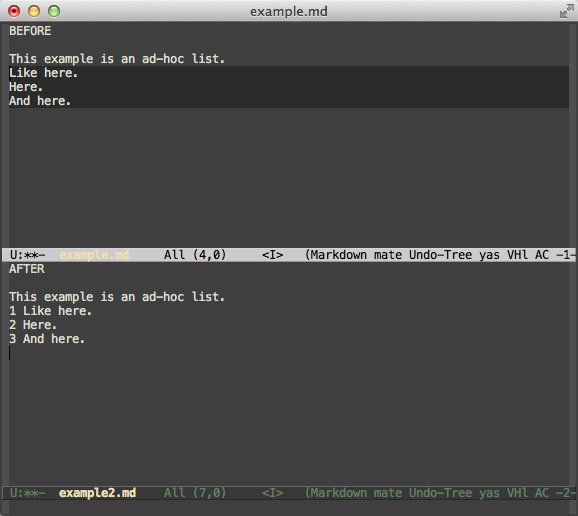 example.md
BEFORE
This example is an ad-hoc list.
Like here.
Here.
And here.
U:**-  example.md     All (4,0)     <I>   (Markdown mate Undo-Tree yas VHl AC -1-
AFTER
This example is an ad-hoc list.
1 Like here.
2 Here.
3 And here.
U:**-  example2.md    All (7,0)     <I>   (Markdown mate Undo-Tree yas VHl AC -2-